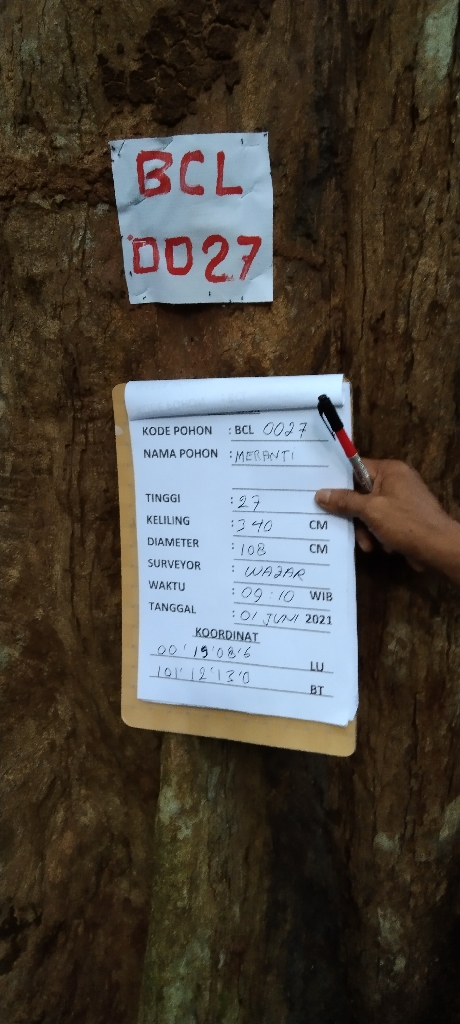 BCL
0027
KODE POHON : BCL 0027
NAMA POHON : MERANTI
TINGGI : 27
KELILING : 340 CM
DIAMETER : 108 CM
SURVEYOR : WAZAR
WAKTU : 09:10 WIB
TANGGAL : 01 JUNI 2021
KOORDINAT
00'19'08'6 LU
101'12'13'0 BT